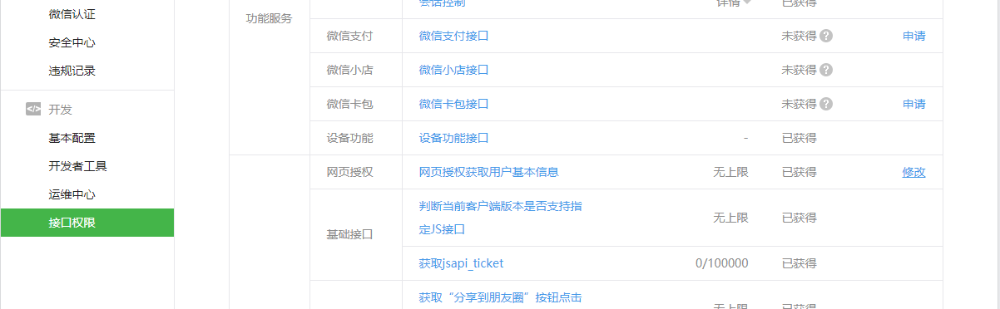 微信认证
安全中心
违规记录
</> 开发
基本配置
开发者工具
运维中心
接口权限
功能服务
会话控制 详情 已获得
微信支付 微信支付接口 未获得 ? 申请
微信小店 微信小店接口 未获得 ?
微信卡包 微信卡包接口 未获得 ? 申请
设备功能 设备功能接口 - 已获得
网页授权 网页授权获取用户基本信息 无上限 已获得 修改
基础接口
判断当前客户端版本是否支持指
定JS接口 无上限 已获得
获取jsapi_ticket 0/100000 已获得
获取“分享到朋友圈”按钮点击
无上限 已获得